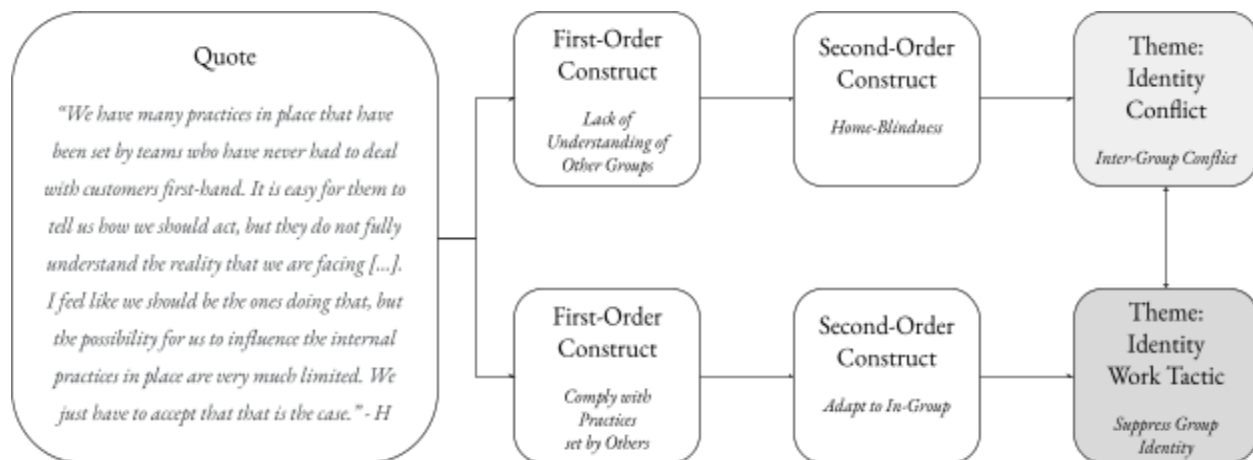 Quote
“We have many practices in place that have
been set by teams who have never had to deal
with customers first-hand. It is easy for them to
tell us how we should act, but they do not fully
understand the reality that we are facing [...].
I feel like we should be the ones doing that, but
the possibility for us to influence the internal
practices in place are very much limited. We
just have to accept that that is the case.” - H
First-Order
Construct
Lack of
Understanding of
Other Groups
Second-Order
Construct
Home-Blindness
Theme:
Identity
Conflict
Inter-Group Conflict
First-Order
Construct
Comply with
Practices
set by Others
Second-Order
Construct
Adapt to In-Group
Theme:
Identity
Work Tactic
Suppress Group
Identity